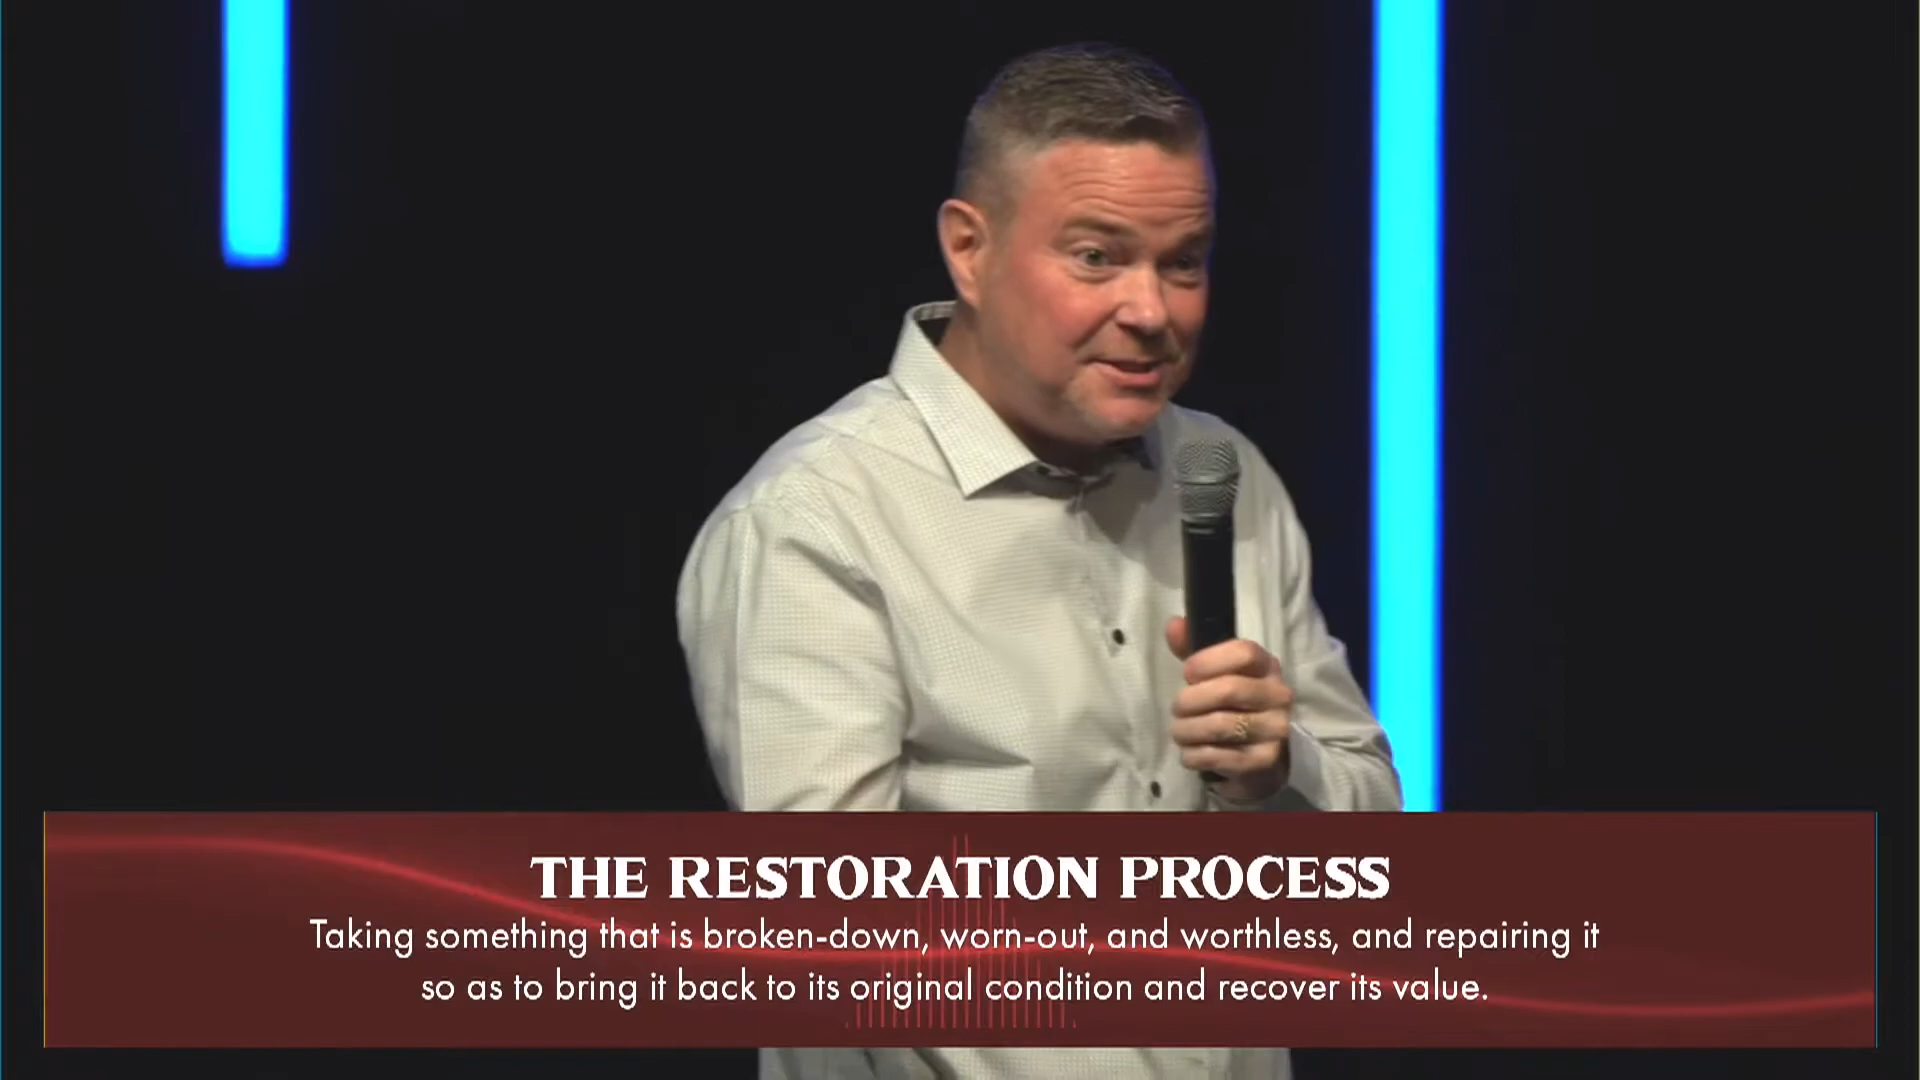 THE RESTORATION PROCESS
Taking something that is broken-down, worn-out, and worthless, and repairing it
so as to bring it back to its original condition and recover its value.